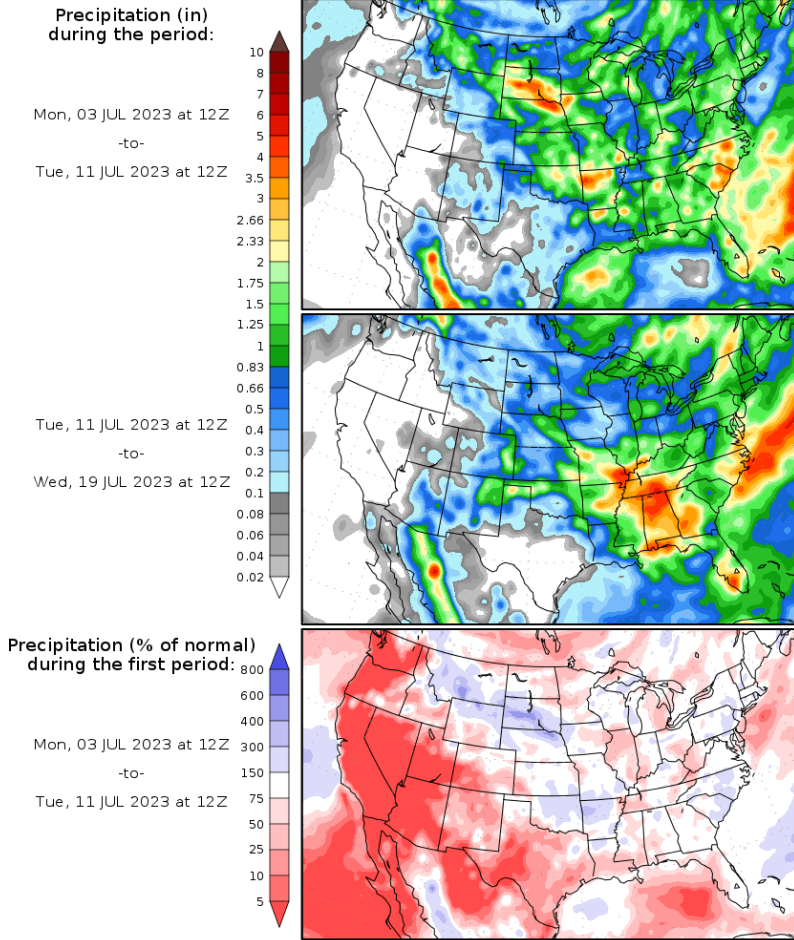 Precipitation (in)
during the period:
Mon, 03 JUL 2023 at 12Z
-to-
Tue, 11 JUL 2023 at 12Z
10
8
7
6
5
4
3.5
3
2.66
2.33
2
1.75
1.5
1.25
1
0.83
0.66
0.5
0.4
0.3
0.2
0.1
0.08
0.06
0.04
0.02
Tue, 11 JUL 2023 at 12Z
-to-
Wed, 19 JUL 2023 at 12Z
Precipitation (% of normal)
during the first period:
Mon, 03 JUL 2023 at 12Z
-to-
Tue, 11 JUL 2023 at 12Z
800
600
400
300
150
75
50
25
10
5